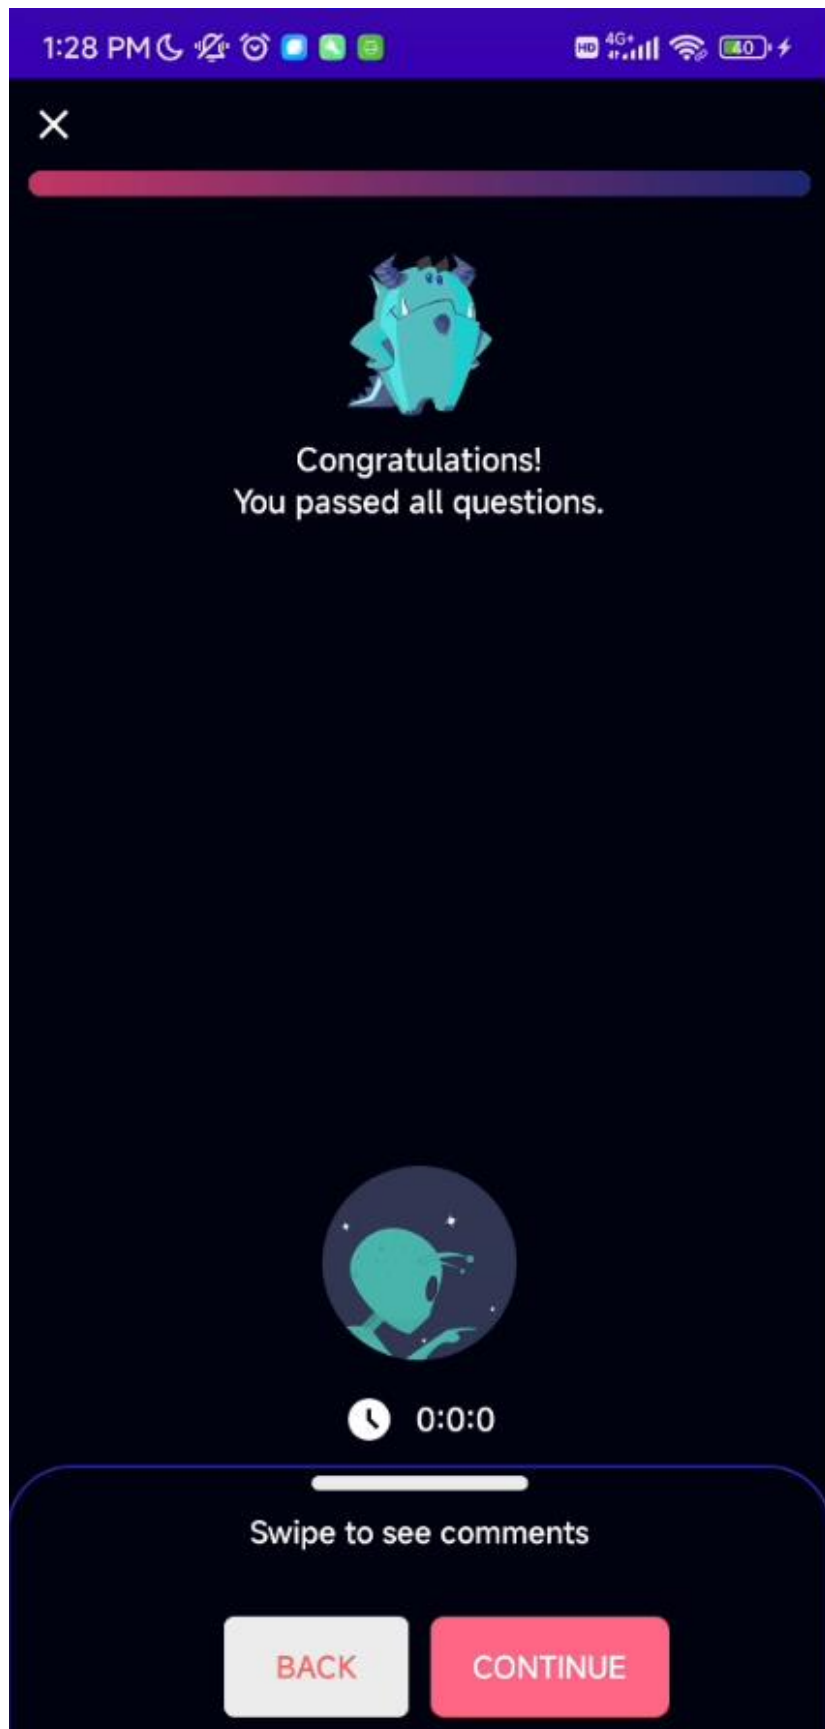 1:28 PM
HD 4G+ 40
Congratulations!
You passed all questions.
0:0:0
Swipe to see comments
BACK
CONTINUE